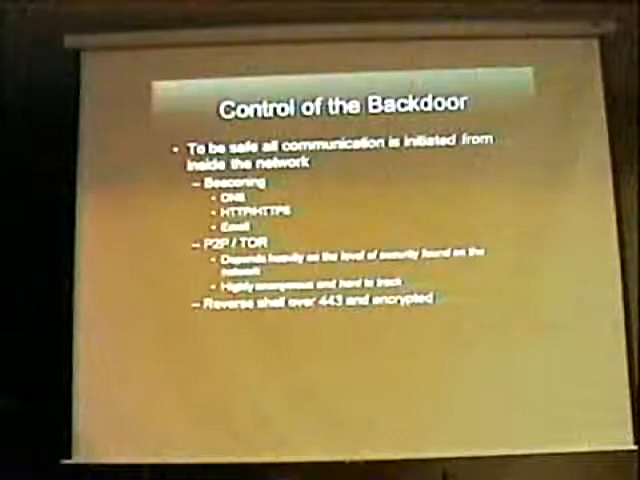 Control of the Backdoor
• To be safe all communication is initiated from
inside the network
– Beaconing
• DNS
• HTTP/HTTPS
• Email
– P2P / TOR
• Depends heavily on the level of security found on the
network
• Highly anonymous and hard to track
– Reverse shell over 443 and encrypted